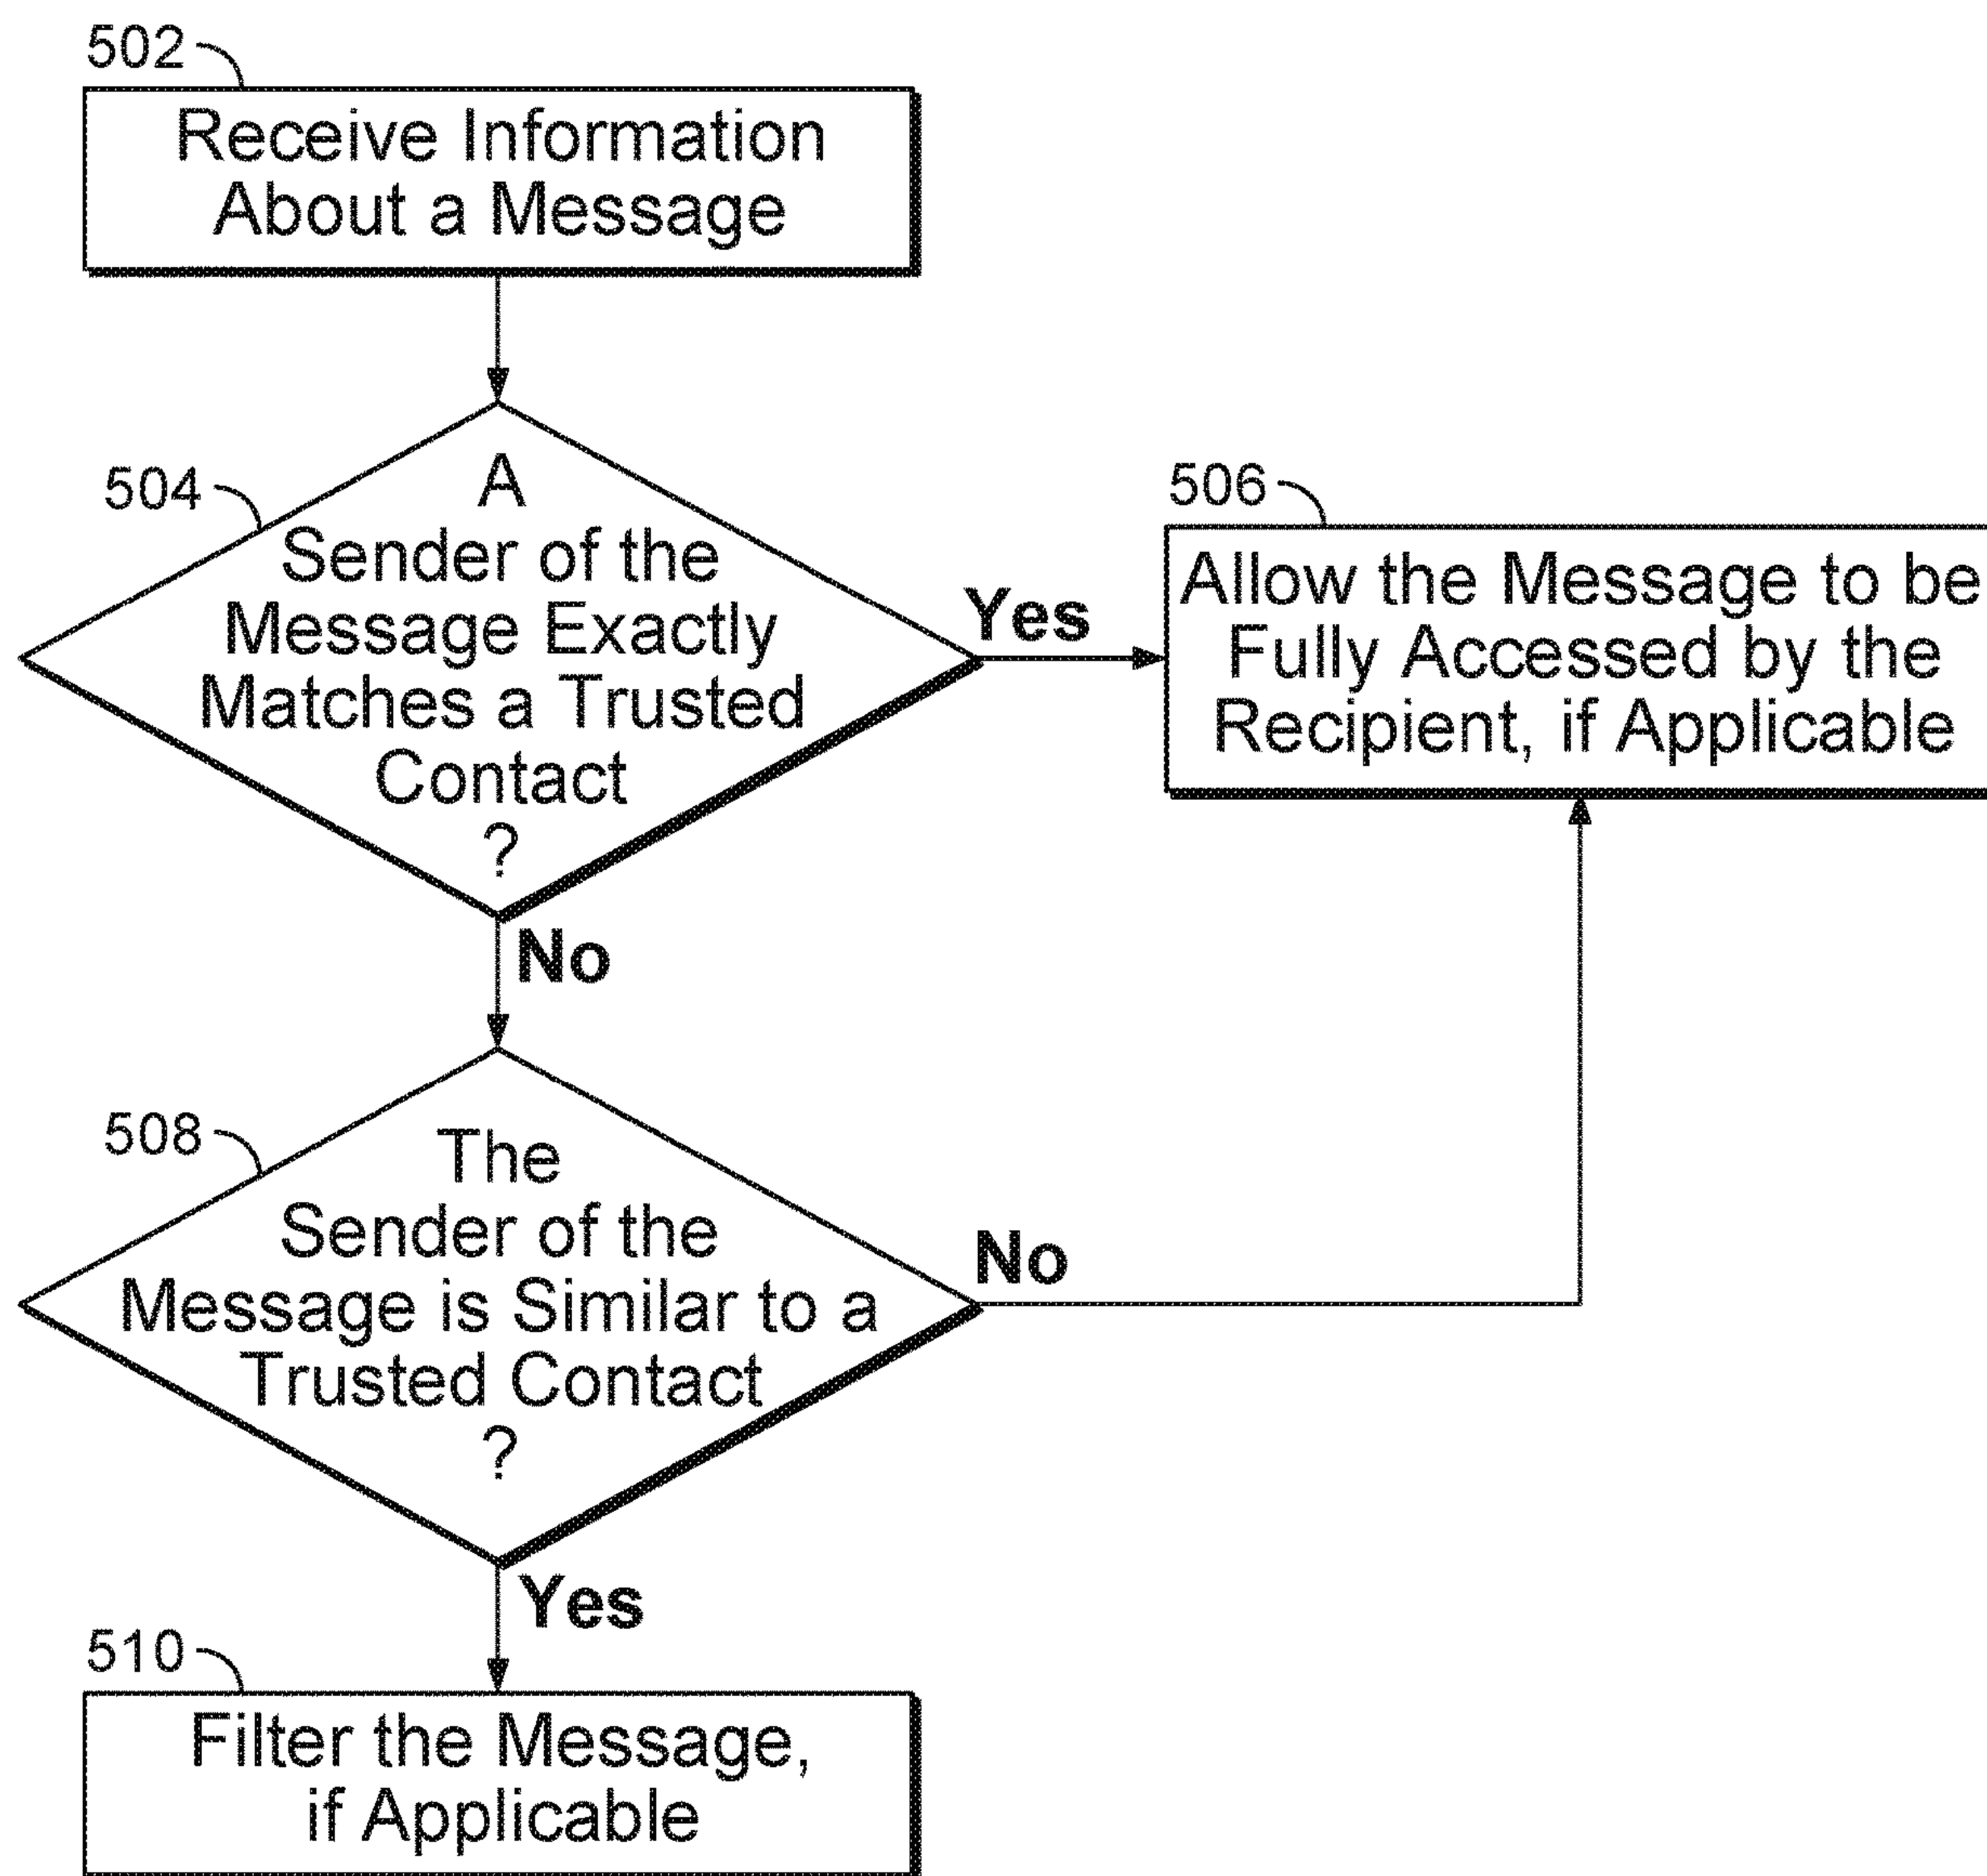 502
Receive Information
About a Message
504
A
Sender of the
Message Exactly
Matches a Trusted
Contact
?
Yes
506
Allow the Message to be
Fully Accessed by the
Recipient, if Applicable
No
508
The
Sender of the
Message is Similar to a
Trusted Contact
?
No
Yes
510
Filter the Message,
if Applicable